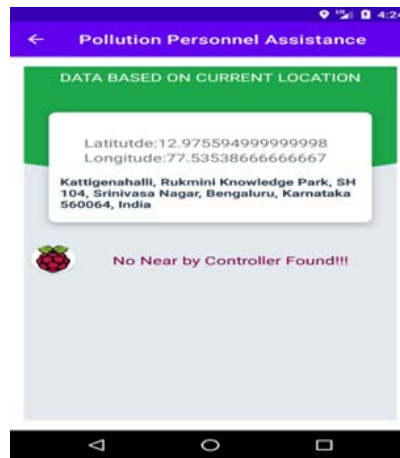 4:24
Pollution Personnel Assistance
DATA BASED ON CURRENT LOCATION
Latitutde:12.975594999999998
Longitude:77.53538666666667
Kattigenahalli, Rukmini Knowledge Park, SH
104, Srinivasa Nagar, Bengaluru, Karnataka
560064, India
No Near by Controller Found!!!